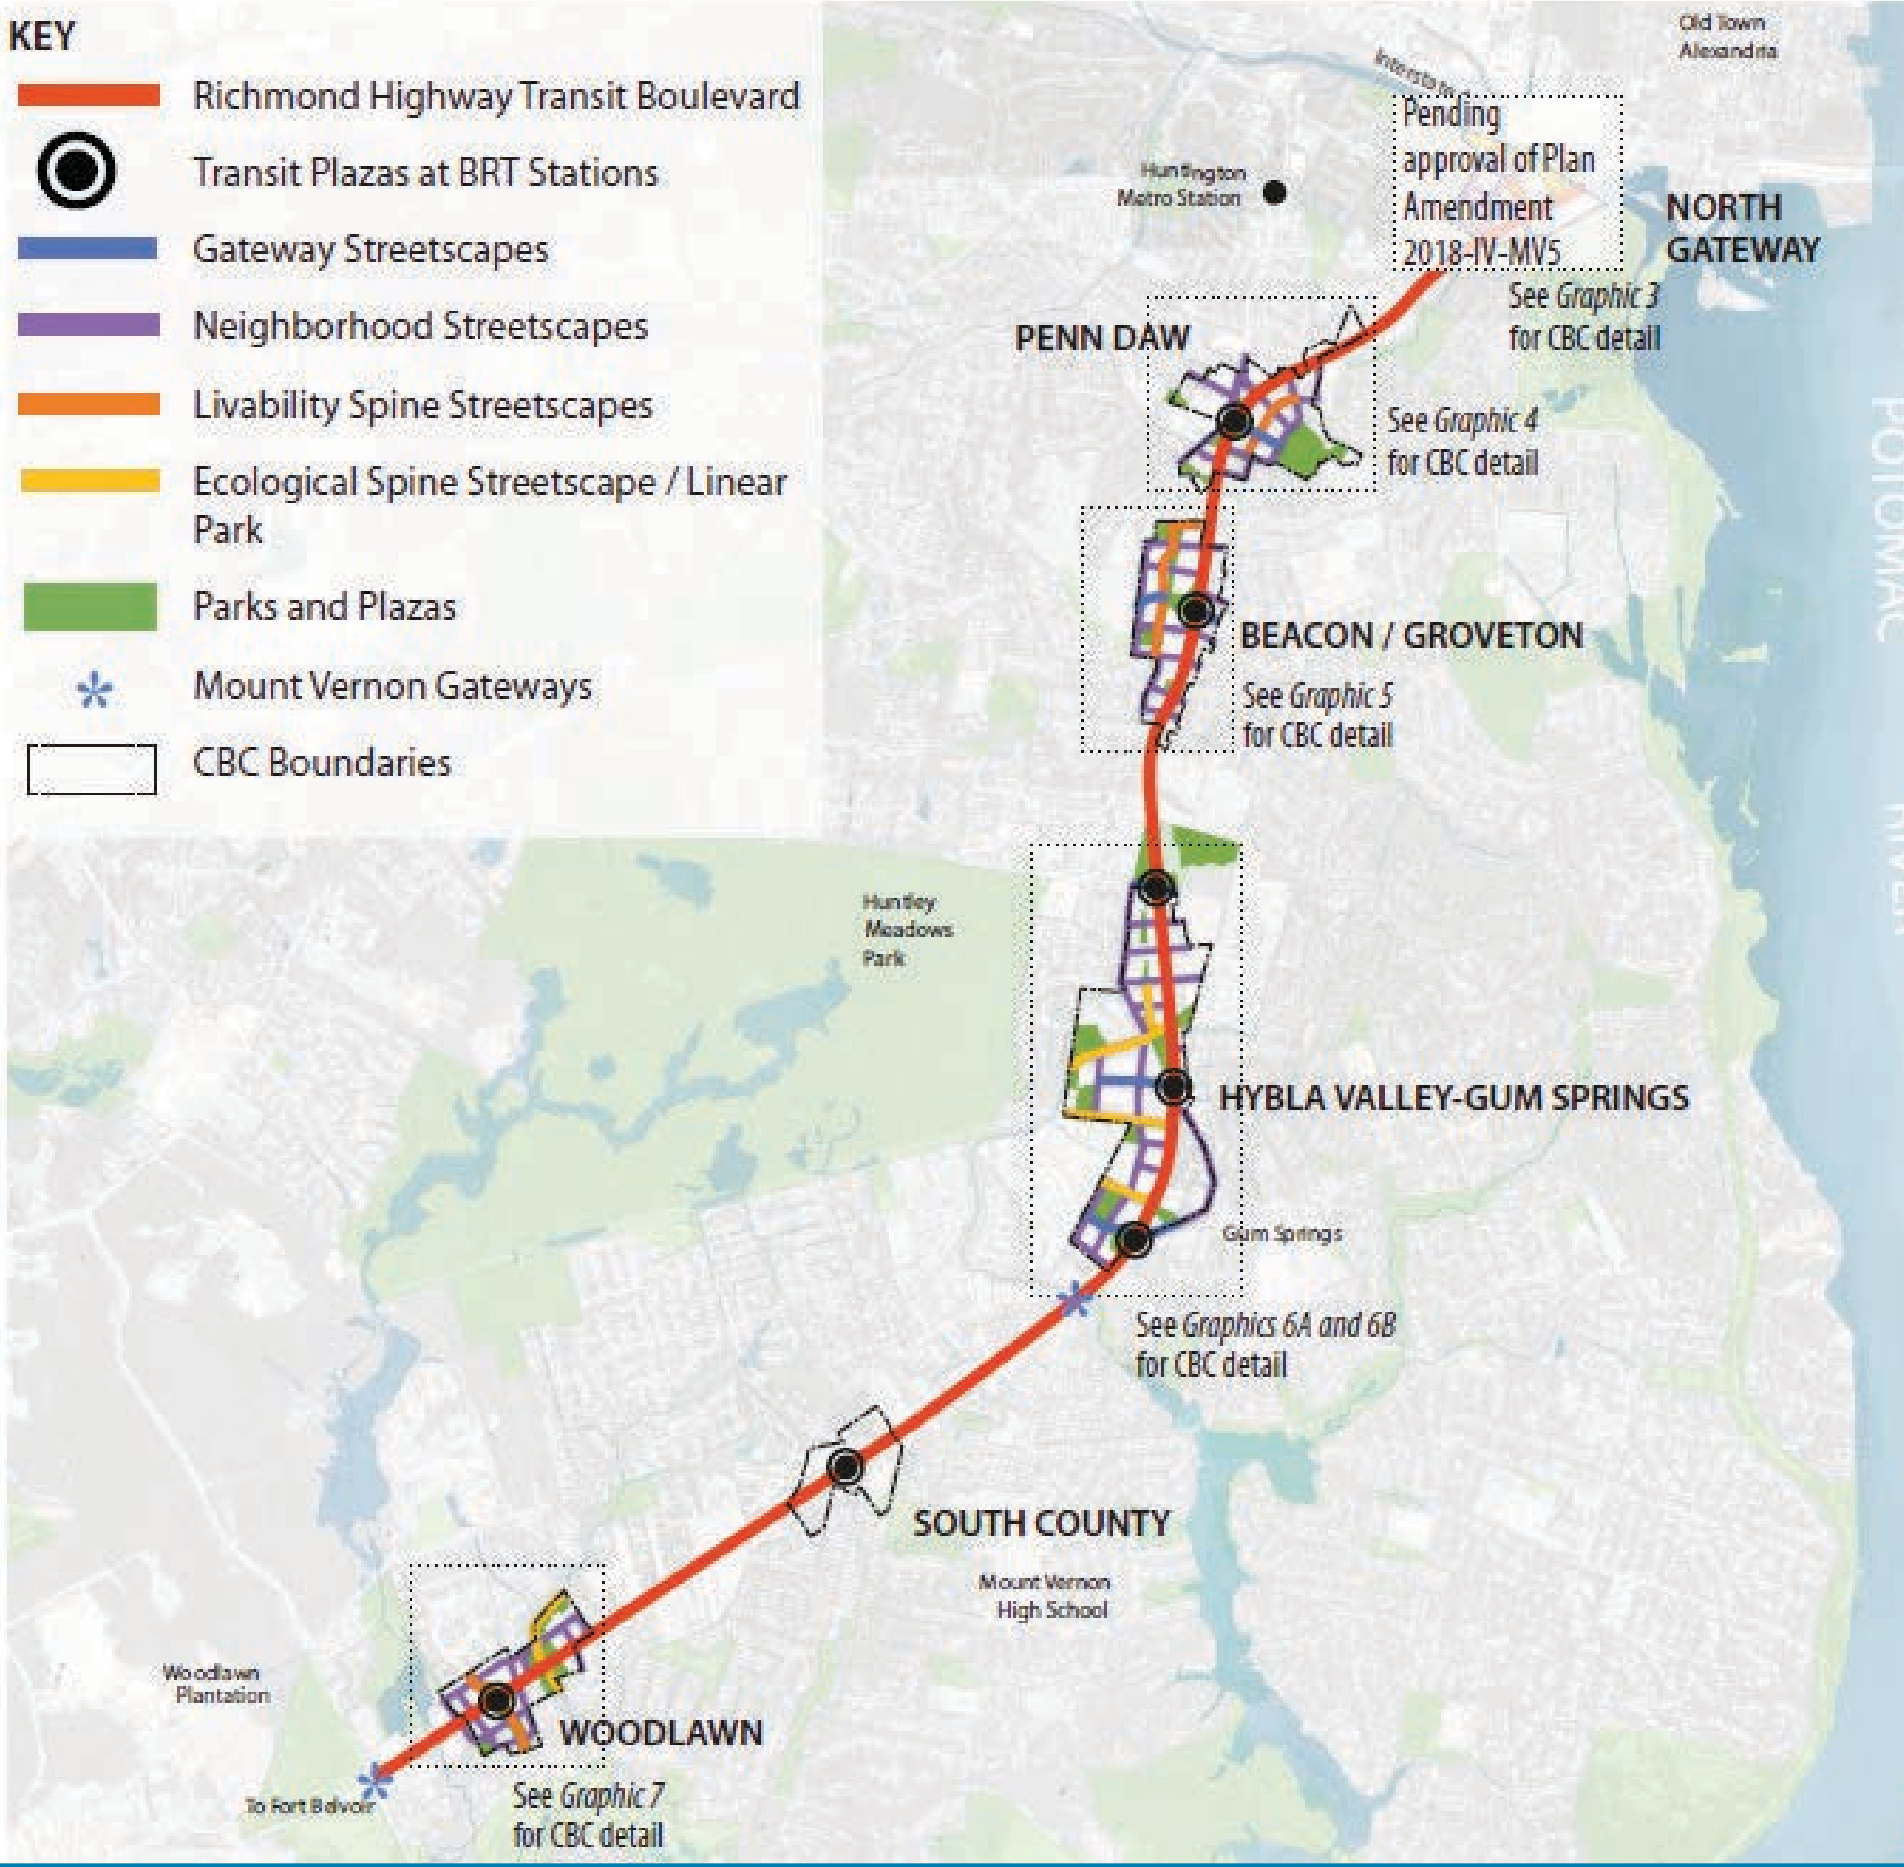 KEY
Richmond Highway Transit Boulevard
Transit Plazas at BRT Stations
Gateway Streetscapes
Neighborhood Streetscapes
Livability Spine Streetscapes
Ecological Spine Streetscape / Linear
Park
Parks and Plazas
Mount Vernon Gateways
CBC Boundaries
Old Town
Alexandria
Pending
approval of Plan
Amendment
2018-IV-MV5
NORTH
GATEWAY
Huntington
Metro Station
See Graphic 3
for CBC detail
PENN DAW
See Graphic 4
for CBC detail
POTOMAC
BEACON / GROVETON
See Graphic 5
for CBC detail
Huntley
Meadows
Park
HYBLA VALLEY-GUM SPRINGS
Gum Springs
See Graphics 6A and 6B
for CBC detail
SOUTH COUNTY
Mount Vernon
High School
Woodlawn
Plantation
WOODLAWN
To Fort Belvoir
See Graphic 7
for CBC detail